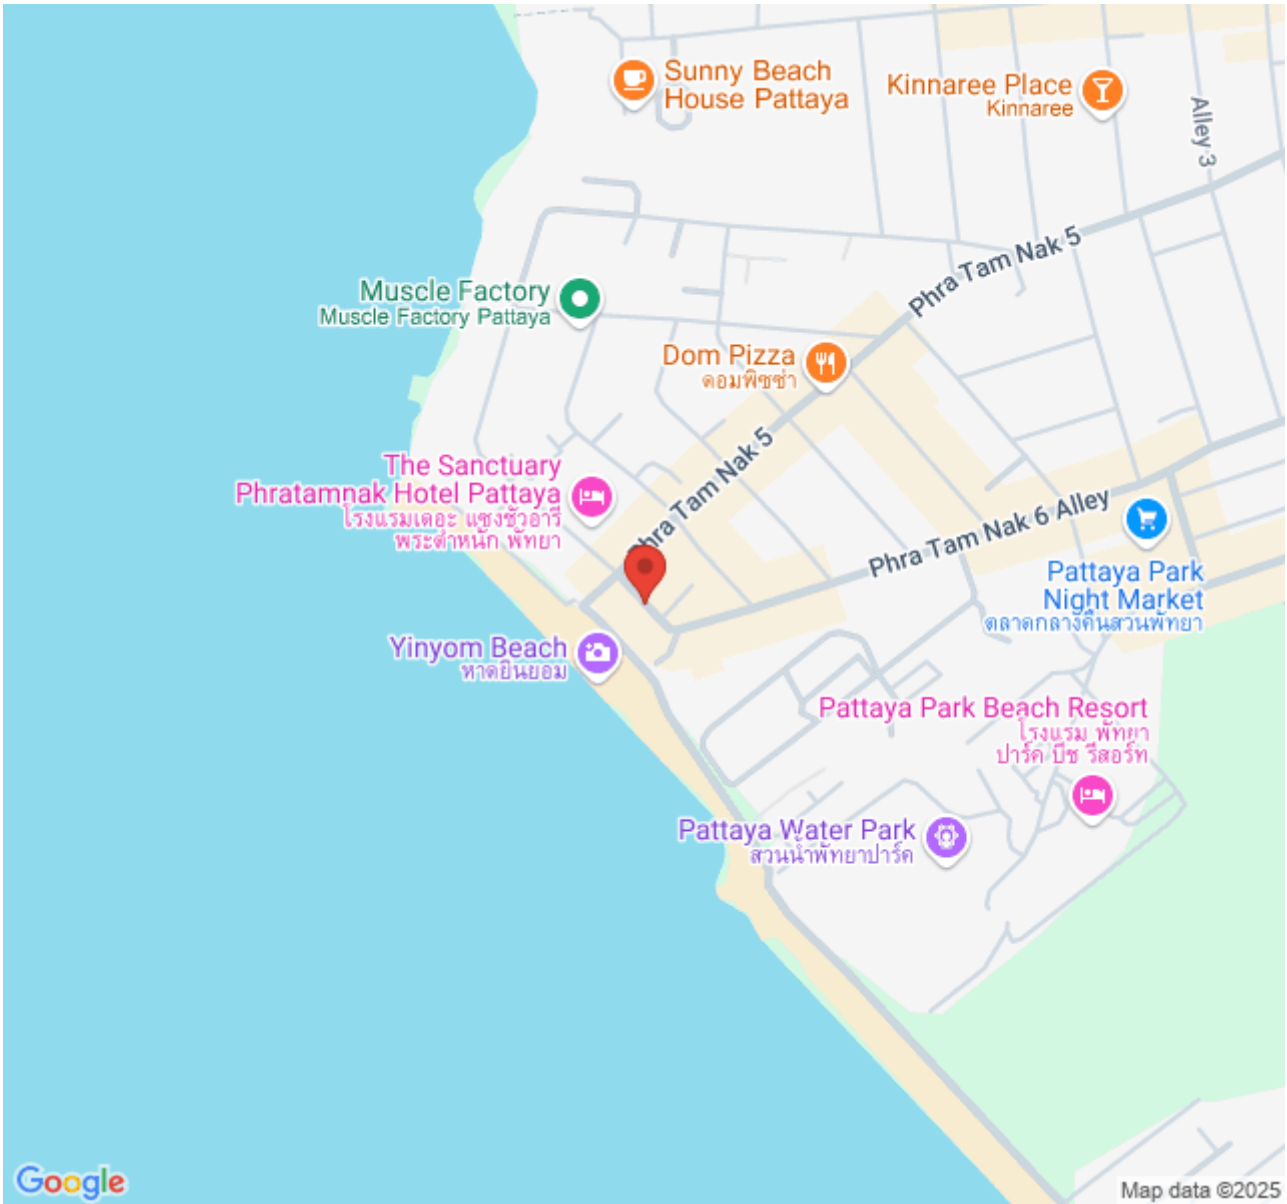 Sunny Beach
House Pattaya
Kinnaree Place
Kinnaree
Alley 3
Phra Tam Nak 5
Muscle Factory
Muscle Factory Pattaya
Dom Pizza
ดอมพิซซ่า
Phra Tam Nak 5
The Sanctuary
Phratamnak Hotel Pattaya
โรงแรมเดอะ แซงชัวอารี
พระตำหนัก พัทยา
Phra Tam Nak 6 Alley
Pattaya Park
Night Market
ตลาดกลางคืนสวนพัทยา
Yinyom Beach
หาดยินยอม
Pattaya Park Beach Resort
โรงแรม พัทยา
ปาร์ค บีช รีสอร์ท
Pattaya Water Park
สวนน้ำพัทยาปาร์ค
Google
Map data ©2025